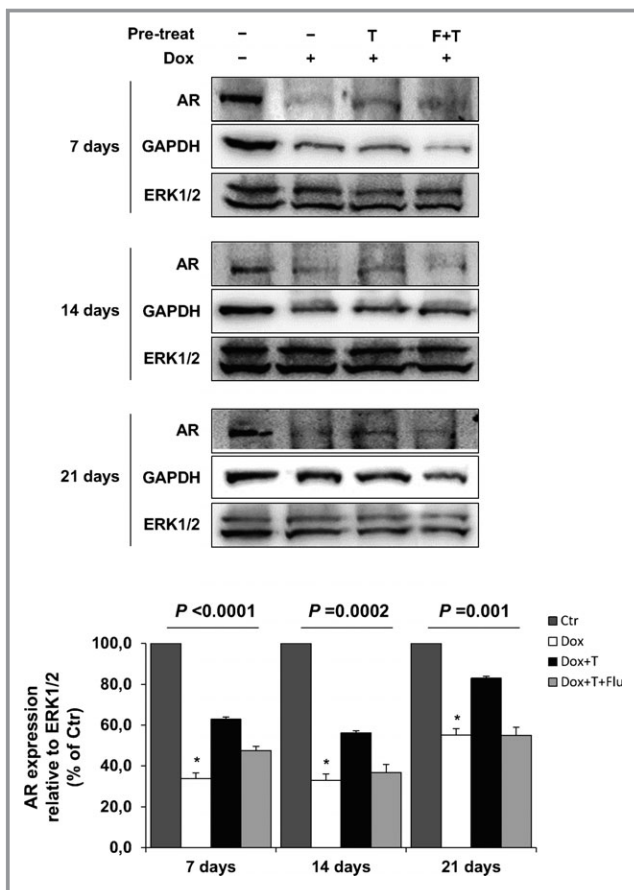 Pre-treat – – T F+T
Dox – + + +
AR
7 days GAPDH
ERK1/2
AR
14 days GAPDH
ERK1/2
AR
21 days GAPDH
ERK1/2
P <0.0001 P =0.0002 P =0.001
Ctr
Dox
Dox+T
Dox+T+Flu
AR expression
relative to ERK1/2
(% of Ctr)
100,0
80,0
60,0
40,0
20,0
0,0
* * *
7 days 14 days 21 days